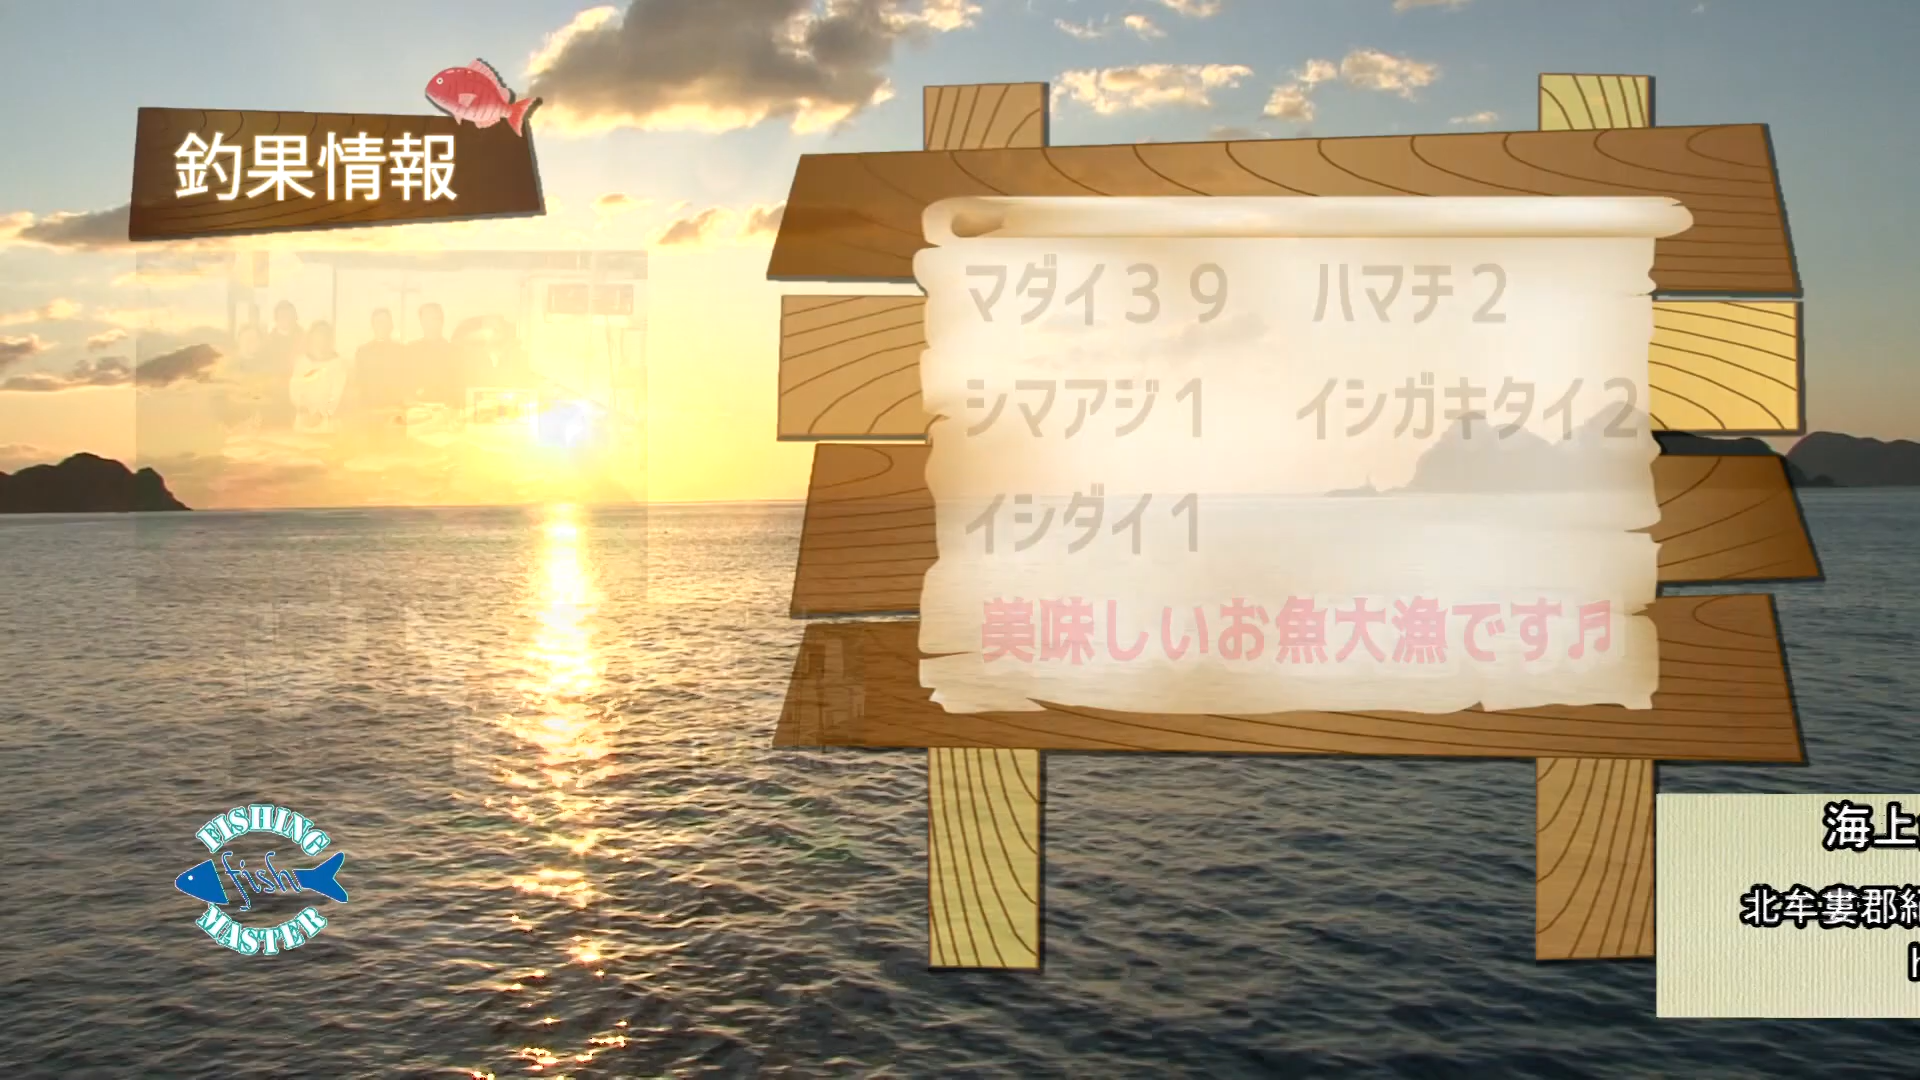 釣果情報
マダイ３９　ハマチ２
シマアジ１　イシガキタイ２
イシダイ１
美味しいお魚大漁です♬
FISHING
fish
MASTER
海上
北牟婁郡紀
h